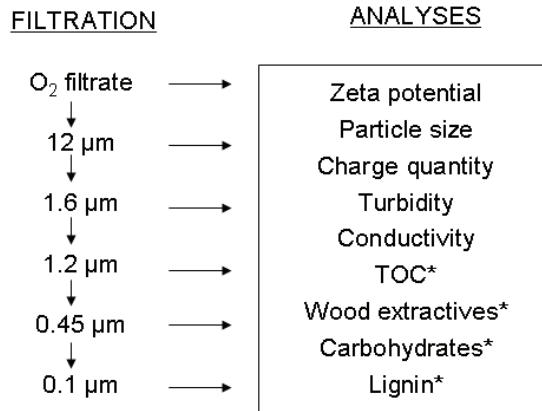 FILTRATION
O₂ filtrate
12 µm
1.6 µm
1.2 µm
0.45 µm
0.1 µm
ANALYSES
Zeta potential
Particle size
Charge quantity
Turbidity
Conductivity
TOC*
Wood extractives*
Carbohydrates*
Lignin*